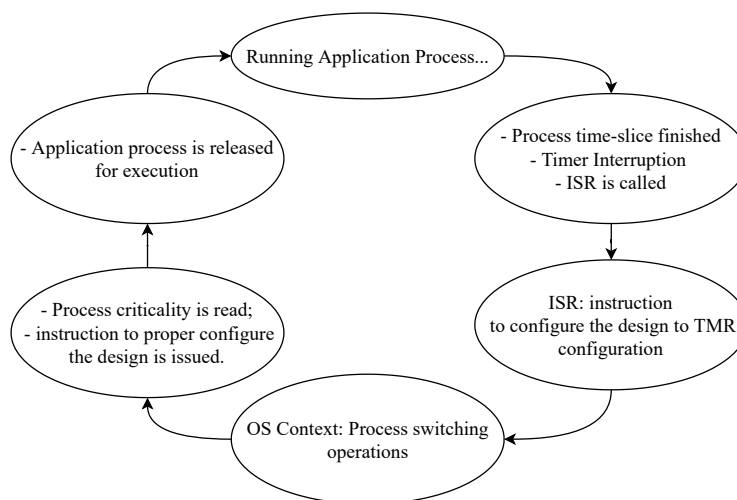 Running Application Process...
- Process time-slice finished
- Timer Interruption
- ISR is called
ISR: instruction
to configure the design to TMR
configuration
OS Context: Process switching
operations
- Process criticality is read;
- instruction to proper configure
the design is issued.
- Application process is released
for execution